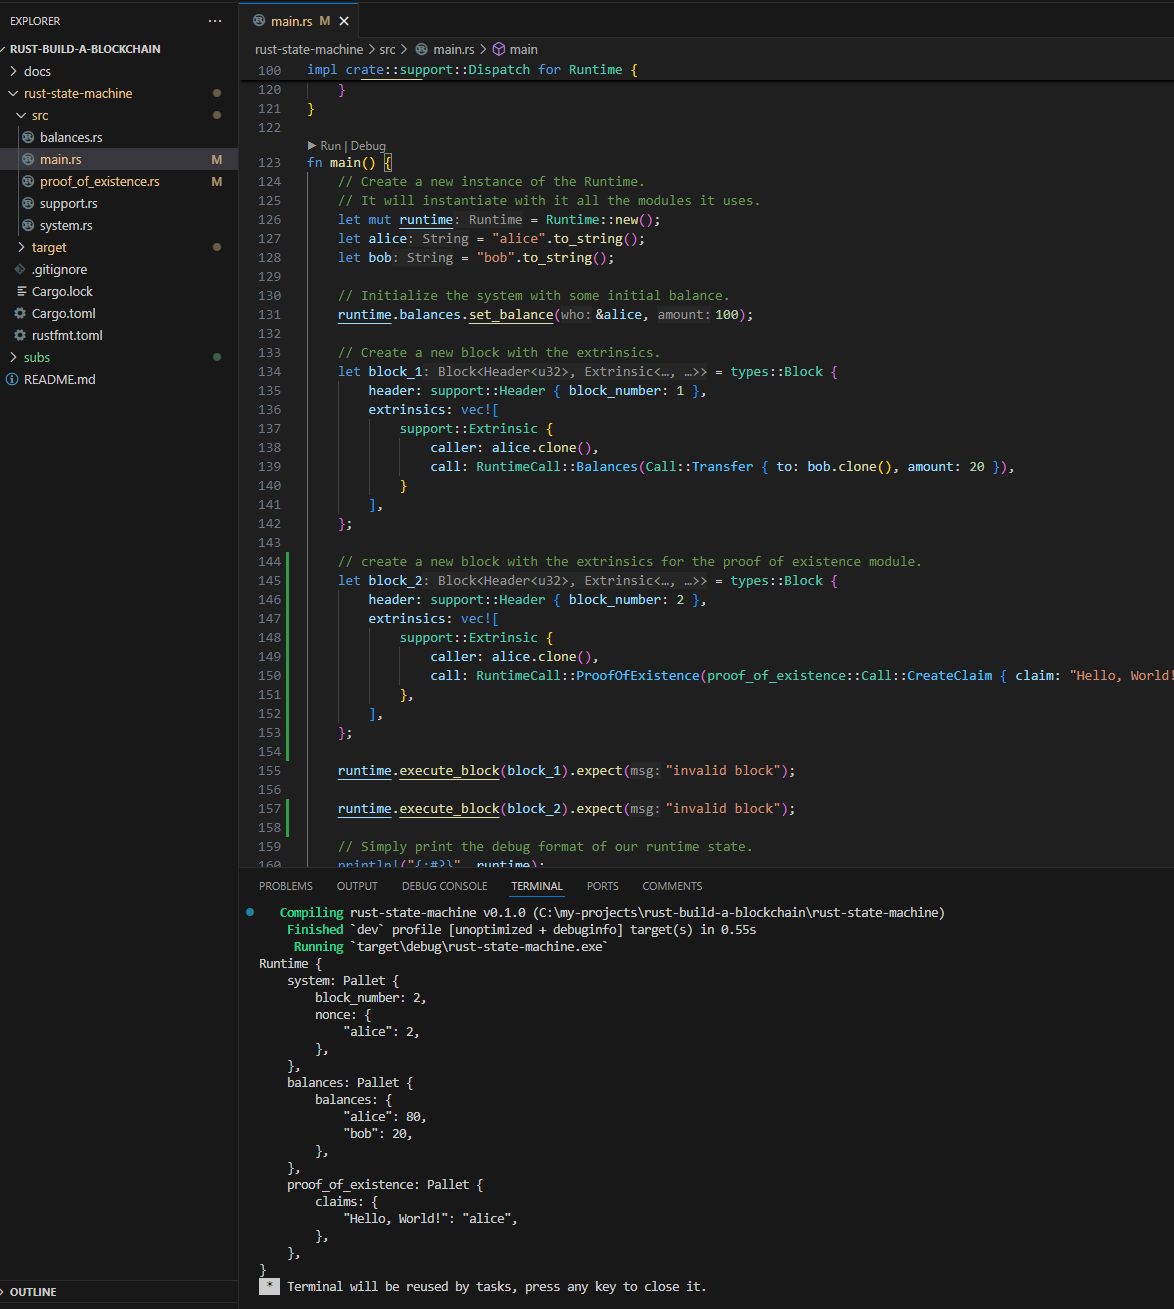 EXPLORER
RUST-BUILD-A-BLOCKCHAIN
docs
rust-state-machine
src
balances.rs
main.rs M
proof_of_existence.rs M
support.rs
system.rs
target
.gitignore
Cargo.lock
Cargo.toml
rustfmt.toml
subs
README.md
OUTLINE
main.rs M
rust-state-machine > src > main.rs > main
100 impl crate::support::Dispatch for Runtime {
120 }
121 }
122
Run | Debug
123 fn main() {
124 // Create a new instance of the Runtime.
125 // It will instantiate with it all the modules it uses.
126 let mut runtime: Runtime = Runtime::new();
127 let alice: String = "alice".to_string();
128 let bob: String = "bob".to_string();
129
130 // Initialize the system with some initial balance.
131 runtime.balances.set_balance(who: &alice, amount: 100);
132
133 // Create a new block with the extrinsics.
134 let block_1: Block<Header<u32>, Extrinsic<…, …>> = types::Block {
135 header: support::Header { block_number: 1 },
136 extrinsics: vec![
137 support::Extrinsic {
138 caller: alice.clone(),
139 call: RuntimeCall::Balances(Call::Transfer { to: bob.clone(), amount: 20 }),
140 }
141 ],
142 };
143
144 // create a new block with the extrinsics for the proof of existence module.
145 let block_2: Block<Header<u32>, Extrinsic<…, …>> = types::Block {
146 header: support::Header { block_number: 2 },
147 extrinsics: vec![
148 support::Extrinsic {
149 caller: alice.clone(),
150 call: RuntimeCall::ProofOfExistence(proof_of_existence::Call::CreateClaim { claim: "Hello, World!
151 },
152 ],
153 };
154
155 runtime.execute_block(block_1).expect(msg: "invalid block");
156
157 runtime.execute_block(block_2).expect(msg: "invalid block");
158
159 // Simply print the debug format of our runtime state.
160 println!("{:#?}", runtime);
PROBLEMS OUTPUT DEBUG CONSOLE TERMINAL PORTS COMMENTS
Compiling rust-state-machine v0.1.0 (C:\my-projects\rust-build-a-blockchain\rust-state-machine)
Finished `dev` profile [unoptimized + debuginfo] target(s) in 0.55s
Running `target\debug\rust-state-machine.exe`
Runtime {
system: Pallet {
block_number: 2,
nonce: {
"alice": 2,
},
},
balances: Pallet {
balances: {
"alice": 80,
"bob": 20,
},
},
proof_of_existence: Pallet {
claims: {
"Hello, World!": "alice",
},
},
}
* Terminal will be reused by tasks, press any key to close it.